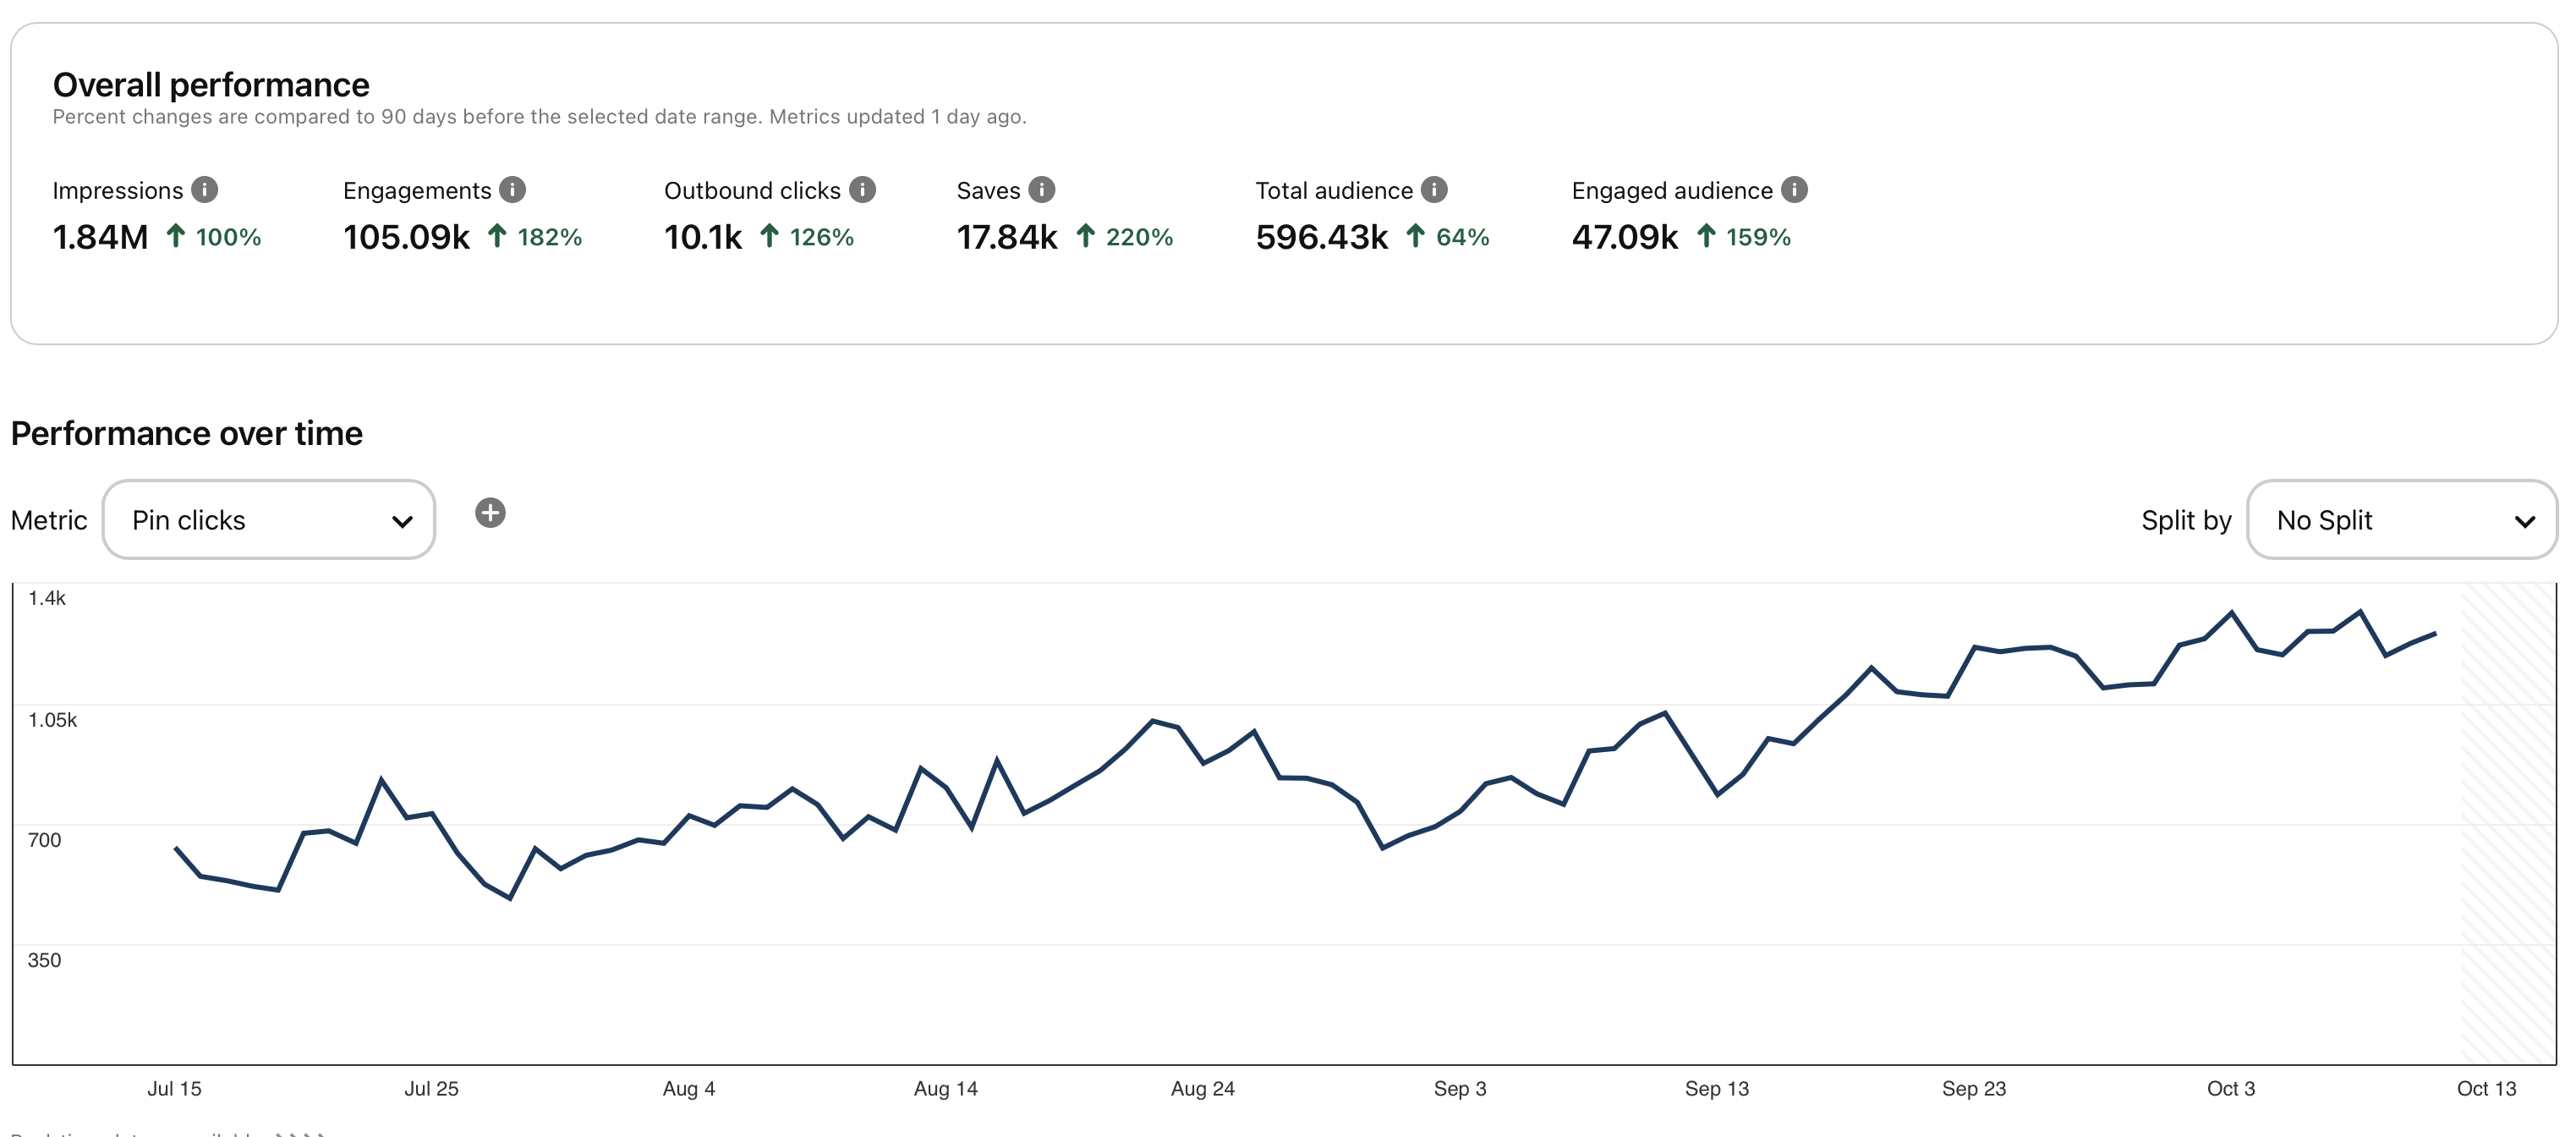 Overall performance
Percent changes are compared to 90 days before the selected date range. Metrics updated 1 day ago.
Impressions Engagements Outbound clicks Saves Total audience Engaged audience
1.84M 100% 105.09k 182% 10.1k 126% 17.84k 220% 596.43k 64% 47.09k 159%
Performance over time
Metric Pin clicks Split by No Split
1.4k
1.05k
700
350
Jul 15 Jul 25 Aug 4 Aug 14 Aug 24 Sep 3 Sep 13 Sep 23 Oct 3 Oct 13